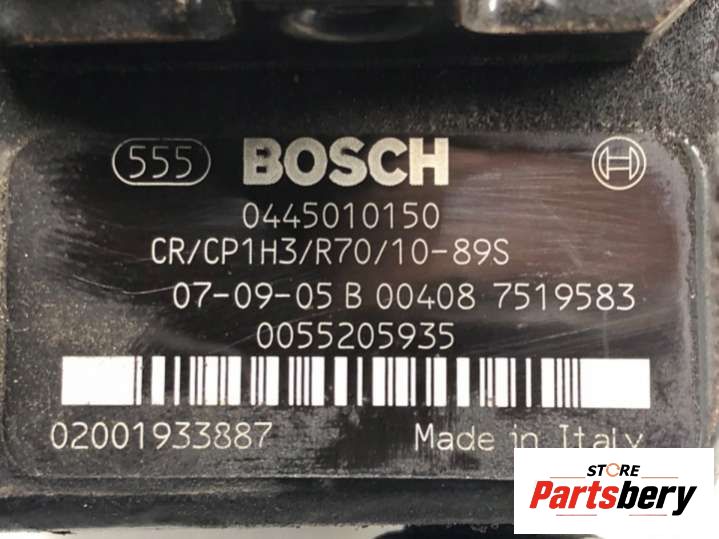 555 BOSCH
0445010150
CR/CP1H3/R70/10-89S
07-09-05 B 00408 7519583
0055205935
02001933887 Made in Italy
STORE
Partsbery